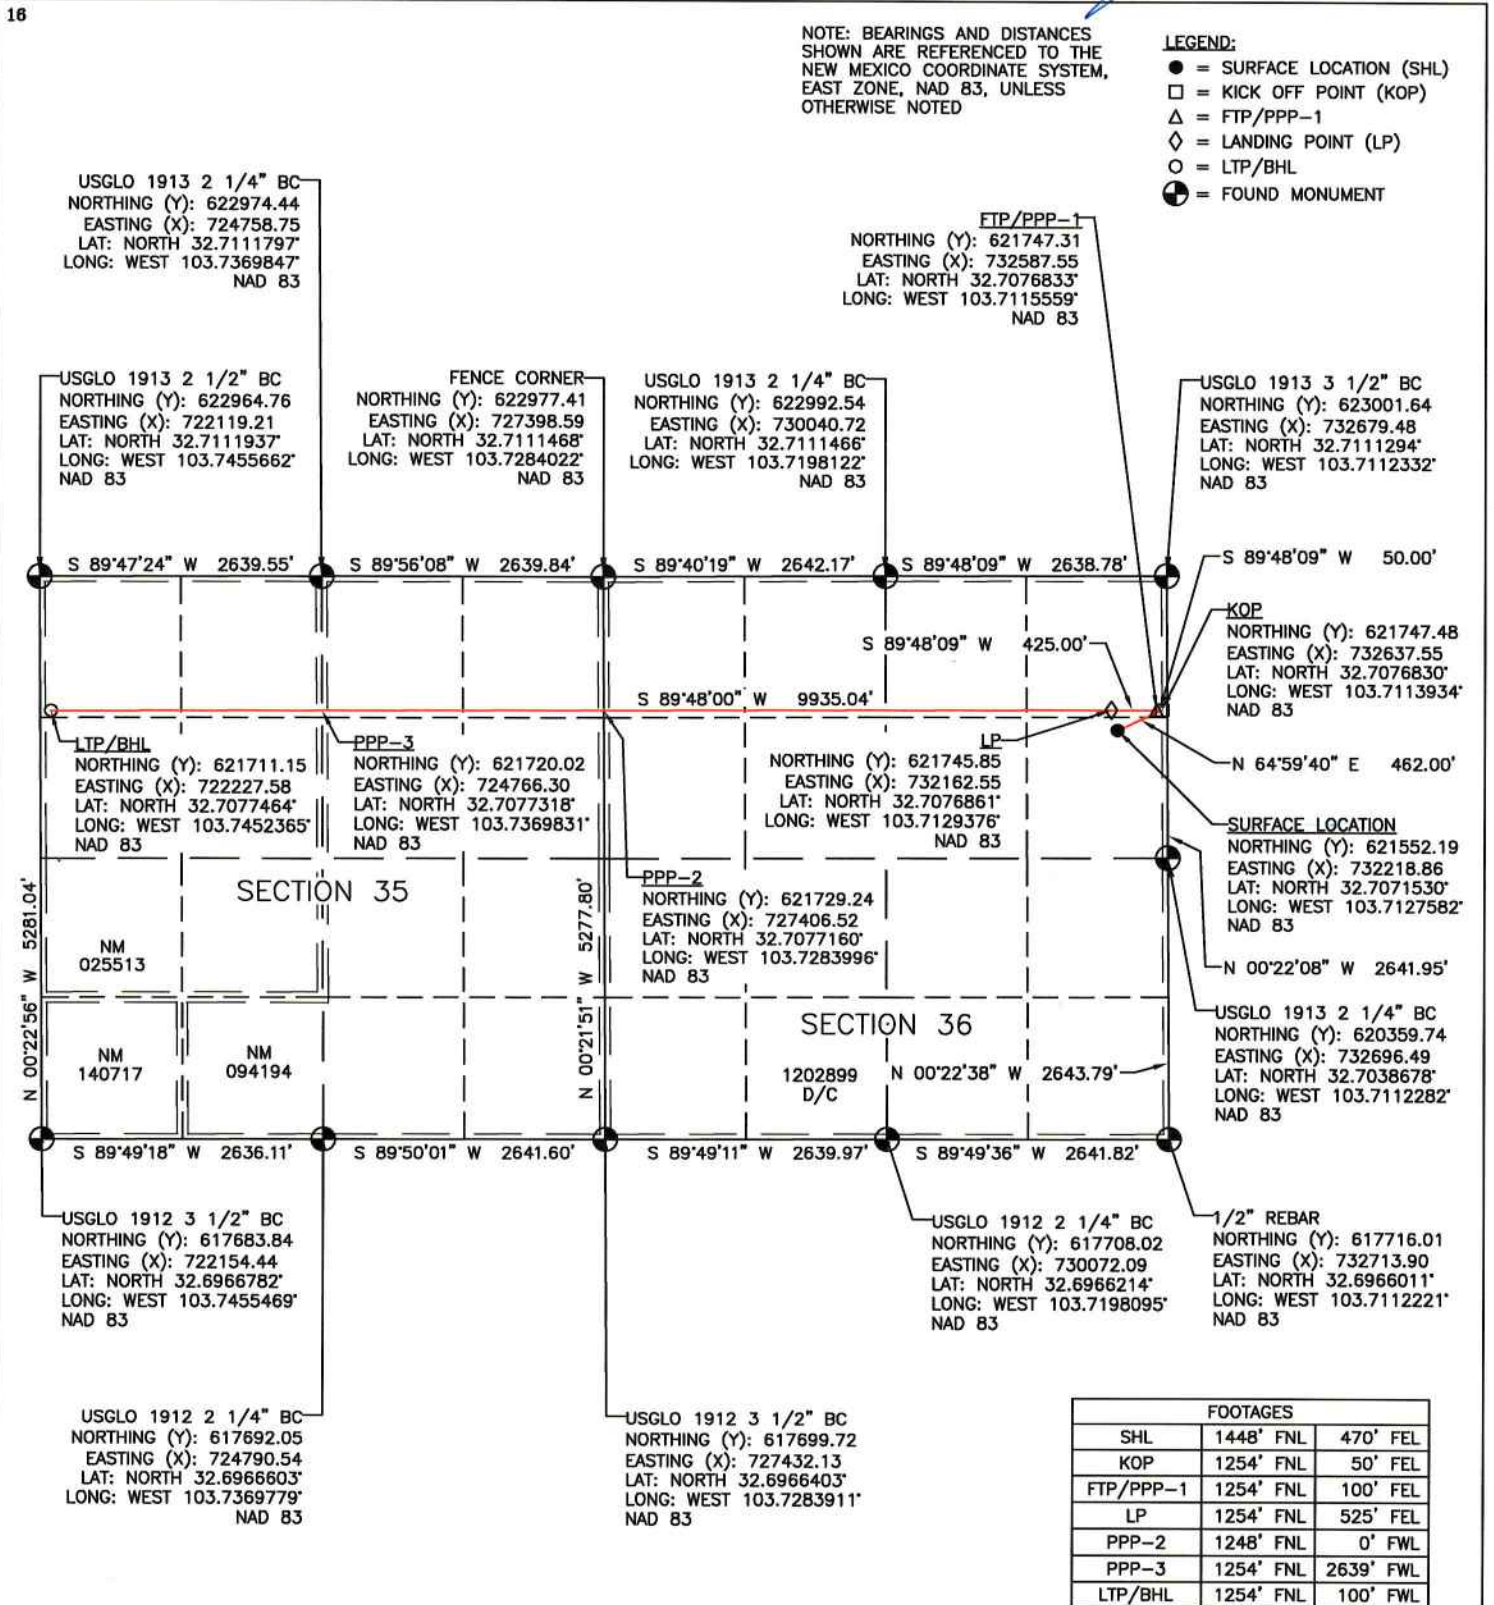 16
NOTE: BEARINGS AND DISTANCES
SHOWN ARE REFERENCED TO THE
NEW MEXICO COORDINATE SYSTEM,
EAST ZONE, NAD 83, UNLESS
OTHERWISE NOTED
LEGEND:
= SURFACE LOCATION (SHL)
= KICK OFF POINT (KOP)
= FTP/PPP-1
= LANDING POINT (LP)
= LTP/BHL
= FOUND MONUMENT
USGLO 1913 2 1/4" BC
NORTHING (Y): 622974.44
EASTING (X): 724758.75
LAT: NORTH 32.7111797°
LONG: WEST 103.7369847°
NAD 83
FTP/PPP-1
NORTHING (Y): 621747.31
EASTING (X): 732587.55
LAT: NORTH 32.7076833°
LONG: WEST 103.7115559°
NAD 83
USGLO 1913 2 1/2" BC
NORTHING (Y): 622964.76
EASTING (X): 722119.21
LAT: NORTH 32.7111937°
LONG: WEST 103.7455662°
NAD 83
FENCE CORNER
NORTHING (Y): 622977.41
EASTING (X): 727398.59
LAT: NORTH 32.7111468°
LONG: WEST 103.7284022°
NAD 83
USGLO 1913 2 1/4" BC
NORTHING (Y): 622992.54
EASTING (X): 730040.72
LAT: NORTH 32.7111466°
LONG: WEST 103.7198122°
NAD 83
USGLO 1913 3 1/2" BC
NORTHING (Y): 623001.64
EASTING (X): 732679.48
LAT: NORTH 32.7111294°
LONG: WEST 103.7112332°
NAD 83
S 89°47'24" W 2639.55'
S 89°56'08" W 2639.84'
S 89°40'19" W 2642.17'
S 89°48'09" W 2638.78'
S 89°48'09" W 50.00'
KOP
NORTHING (Y): 621747.48
EASTING (X): 732637.55
LAT: NORTH 32.7076830°
LONG: WEST 103.7113934°
NAD 83
S 89°48'09" W 425.00'
S 89°48'00" W 9935.04'
LTP/BHL
NORTHING (Y): 621711.15
EASTING (X): 722227.58
LAT: NORTH 32.7077464°
LONG: WEST 103.7452365°
NAD 83
PPP-3
NORTHING (Y): 621720.02
EASTING (X): 724766.30
LAT: NORTH 32.7077318°
LONG: WEST 103.7369831°
NAD 83
LP
NORTHING (Y): 621745.85
EASTING (X): 732162.55
LAT: NORTH 32.7076861°
LONG: WEST 103.7129376°
NAD 83
N 64°59'40" E 462.00'
SURFACE LOCATION
NORTHING (Y): 621552.19
EASTING (X): 732218.86
LAT: NORTH 32.7071530°
LONG: WEST 103.7127582°
NAD 83
PPP-2
NORTHING (Y): 621729.24
EASTING (X): 727406.52
LAT: NORTH 32.7077160°
LONG: WEST 103.7283996°
NAD 83
SECTION 35
N 00°22'56" W 5281.04'
N 00°21'51" W 5277.80'
NM
025513
N 00°22'08" W 2641.95'
SECTION 36
USGLO 1913 2 1/4" BC
NORTHING (Y): 620359.74
EASTING (X): 732696.49
LAT: NORTH 32.7038678°
LONG: WEST 103.7112282°
NAD 83
NM
140717
NM
094194
1202899
D/C
N 00°22'38" W 2643.79'
S 89°49'18" W 2636.11'
S 89°50'01" W 2641.60'
S 89°49'11" W 2639.97'
S 89°49'36" W 2641.82'
USGLO 1912 3 1/2" BC
NORTHING (Y): 617683.84
EASTING (X): 722154.44
LAT: NORTH 32.6966782°
LONG: WEST 103.7455469°
NAD 83
USGLO 1912 2 1/4" BC
NORTHING (Y): 617708.02
EASTING (X): 730072.09
LAT: NORTH 32.6966214°
LONG: WEST 103.7198095°
NAD 83
1/2" REBAR
NORTHING (Y): 617716.01
EASTING (X): 732713.90
LAT: NORTH 32.6966011°
LONG: WEST 103.7112221°
NAD 83
USGLO 1912 2 1/4" BC
NORTHING (Y): 617692.05
EASTING (X): 724790.54
LAT: NORTH 32.6966603°
LONG: WEST 103.7369779°
NAD 83
USGLO 1912 3 1/2" BC
NORTHING (Y): 617699.72
EASTING (X): 727432.13
LAT: NORTH 32.6966403°
LONG: WEST 103.7283911°
NAD 83
FOOTAGES
SHL 1448' FNL 470' FEL
KOP 1254' FNL 50' FEL
FTP/PPP-1 1254' FNL 100' FEL
LP 1254' FNL 525' FEL
PPP-2 1248' FNL 0' FWL
PPP-3 1254' FNL 2639' FWL
LTP/BHL 1254' FNL 100' FWL